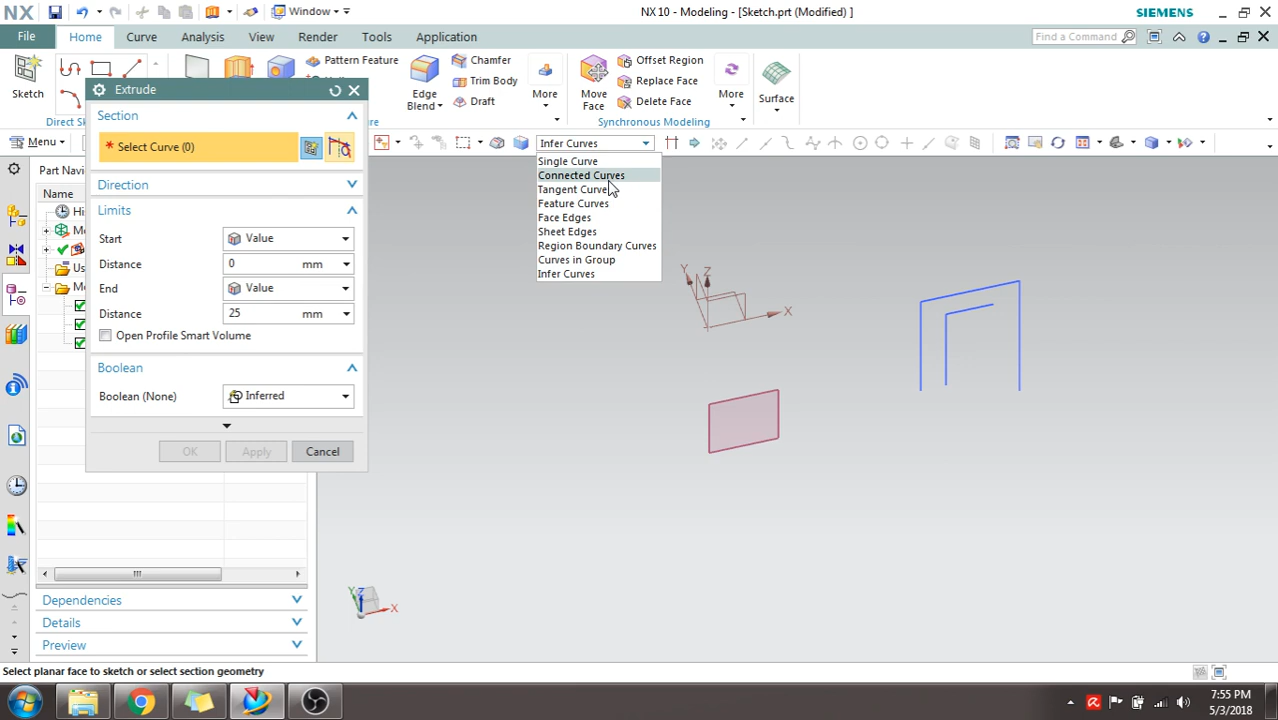 NX
Window
NX 10 - Modeling - [Sketch.prt (Modified) ]
SIEMENS
File
Home
Curve
Analysis
View
Render
Tools
Application
Find a Command
Sketch
Pattern Feature
Edge
Blend
Chamfer
Trim Body
Draft
More
Move
Face
Offset Region
Replace Face
Delete Face
More
Surface
Synchronous Modeling
Menu
Infer Curves
Single Curve
Connected Curves
Tangent Curve
Feature Curves
Face Edges
Sheet Edges
Region Boundary Curves
Curves in Group
Infer Curves
Extrude
Section
* Select Curve (0)
Direction
Limits
Start
Value
Distance
0
mm
End
Value
Distance
25
mm
Open Profile Smart Volume
Boolean
Boolean (None)
Inferred
OK
Apply
Cancel
Name
Dependencies
Details
Preview
Y
Z
X
Y
Z
X
Select planar face to sketch or select section geometry
7:55 PM
5/3/2018